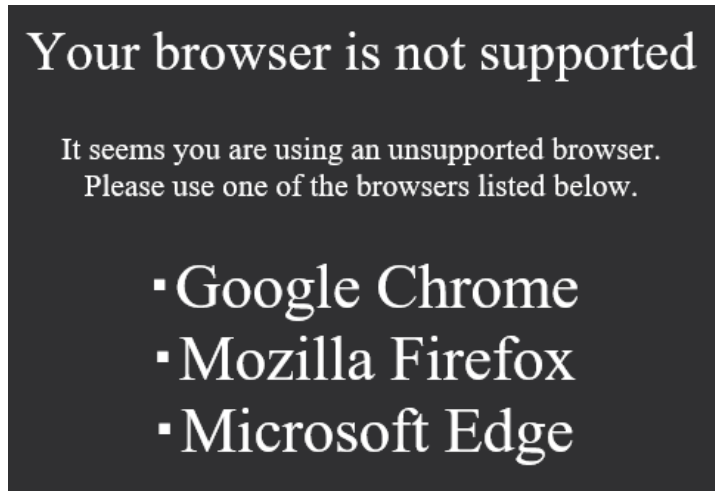 Your browser is not supported
It seems you are using an unsupported browser.
Please use one of the browsers listed below.
▪Google Chrome
▪Mozilla Firefox
▪Microsoft Edge